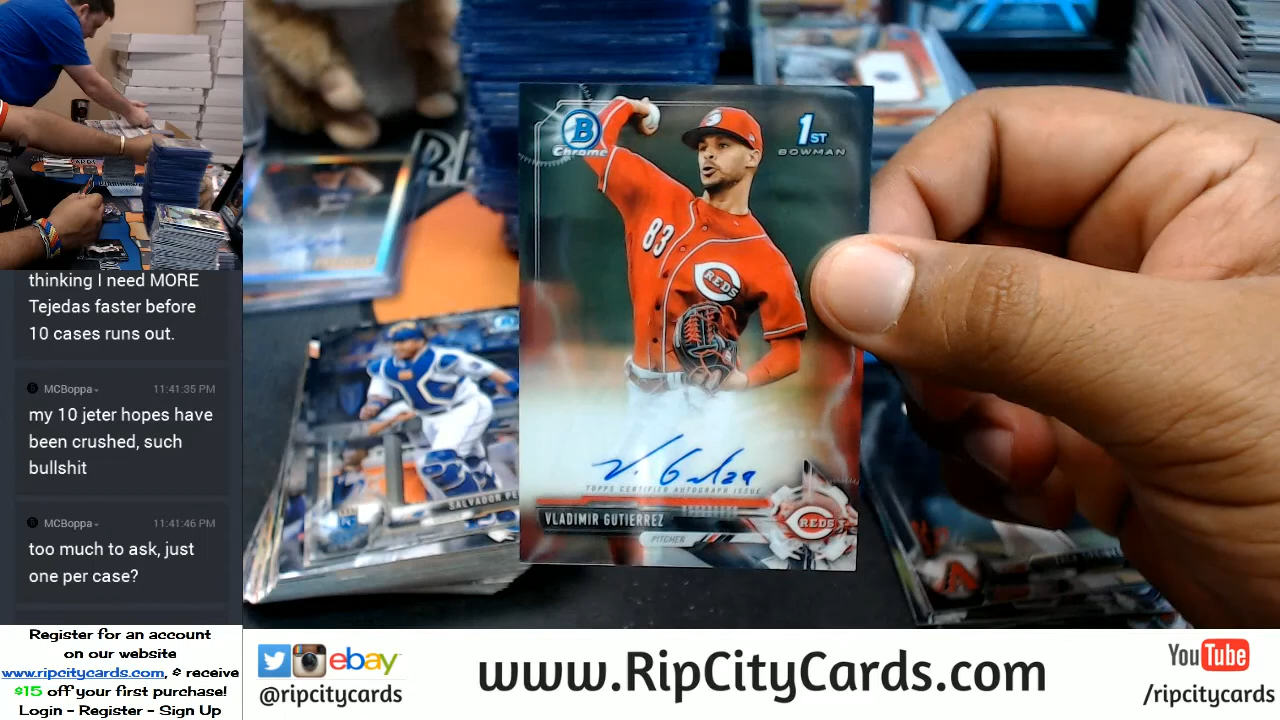 thinking I need MORE
Tejedas faster before
10 cases runs out.
MCBoppa 11:41:35 PM
my 10 jeter hopes have
been crushed, such
bullshit
MCBoppa 11:41:46 PM
too much to ask, just
one per case?
Register for an account
on our website
www.ripcitycards.com, & receive
$15 off your first purchase!
Login - Register - Sign Up
B
Chrome
1ST
BOWMAN
83
REDS
V. G
TOPPS CERTIFIED AUTOGRAPH ISSUE
VLADIMIR GUTIERREZ
PITCHER
REDS
SALVADOR PE
ebay
@ripcitycards
www.RipCityCards.com
YouTube
/ripcitycards